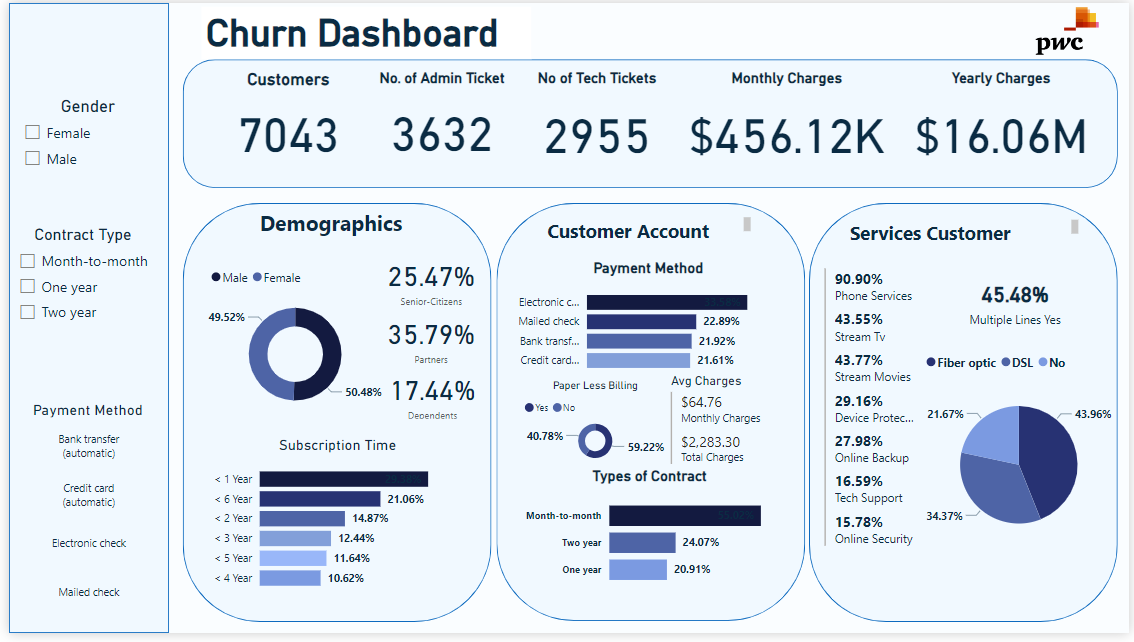 Churn Dashboard
pwc
Customers
7043
No. of Admin Ticket
3632
No of Tech Tickets
2955
Monthly Charges
$456.12K
Yearly Charges
$16.06M
Gender
Female
Male
Contract Type
Month-to-month
One year
Two year
Payment Method
Bank transfer
(automatic)
Credit card
(automatic)
Electronic check
Mailed check
Demographics
Male Female
49.52%
50.48%
25.47%
Senior-Citizens
35.79%
Partners
17.44%
Dependents
Subscription Time
< 1 Year
< 6 Year 21.06%
< 2 Year 14.87%
< 3 Year 12.44%
< 5 Year 11.64%
< 4 Year 10.62%
Customer Account
Payment Method
Electronic c...
Mailed check 22.89%
Bank transf... 21.92%
Credit card... 21.61%
Paper Less Billing
Yes No
40.78%
59.22%
Avg Charges
$64.76
Monthly Charges
$2,283.30
Total Charges
Types of Contract
Month-to-month
Two year 24.07%
One year 20.91%
Services Customer
90.90%
Phone Services
43.55%
Stream Tv
43.77%
Stream Movies
29.16%
Device Protec...
27.98%
Online Backup
16.59%
Tech Support
15.78%
Online Security
45.48%
Multiple Lines Yes
Fiber optic DSL No
21.67%
43.96%
34.37%